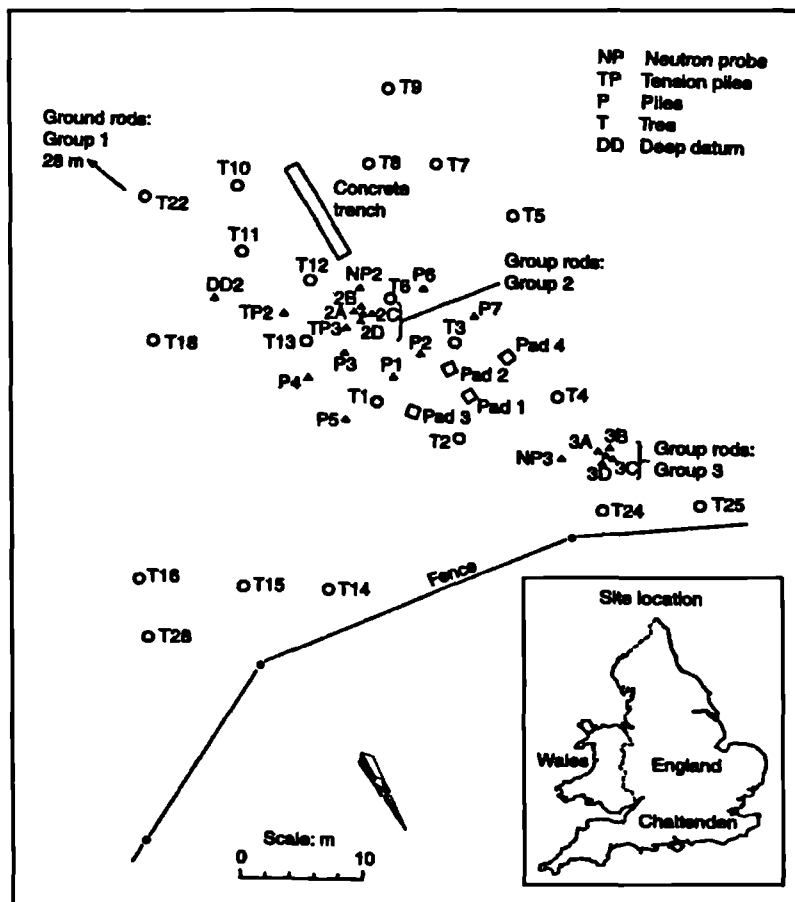 NP Neutron probe
TP Tension piles
P Piles
T Tree
DD Deep datum
T9
Ground rods:
Group 1
28 m
T10
T8
T7
T22
Concrete
trench
T5
T11
T12
NP2
T6
P6
Group rods:
Group 2
DD2
2B
2A
2C
P7
TP2
TP3
2D
T3
T18
T13
P3
P2
Pad 4
P4
P1
Pad 2
T1
Pad 1
T4
P5
Pad 3
T2
3B
3A
NP3
3C
3D
Group rods:
Group 3
T24
T25
Fence
T16
T15
T14
T28
Site location
Wales
England
Chattenden
Scale: m
0 10